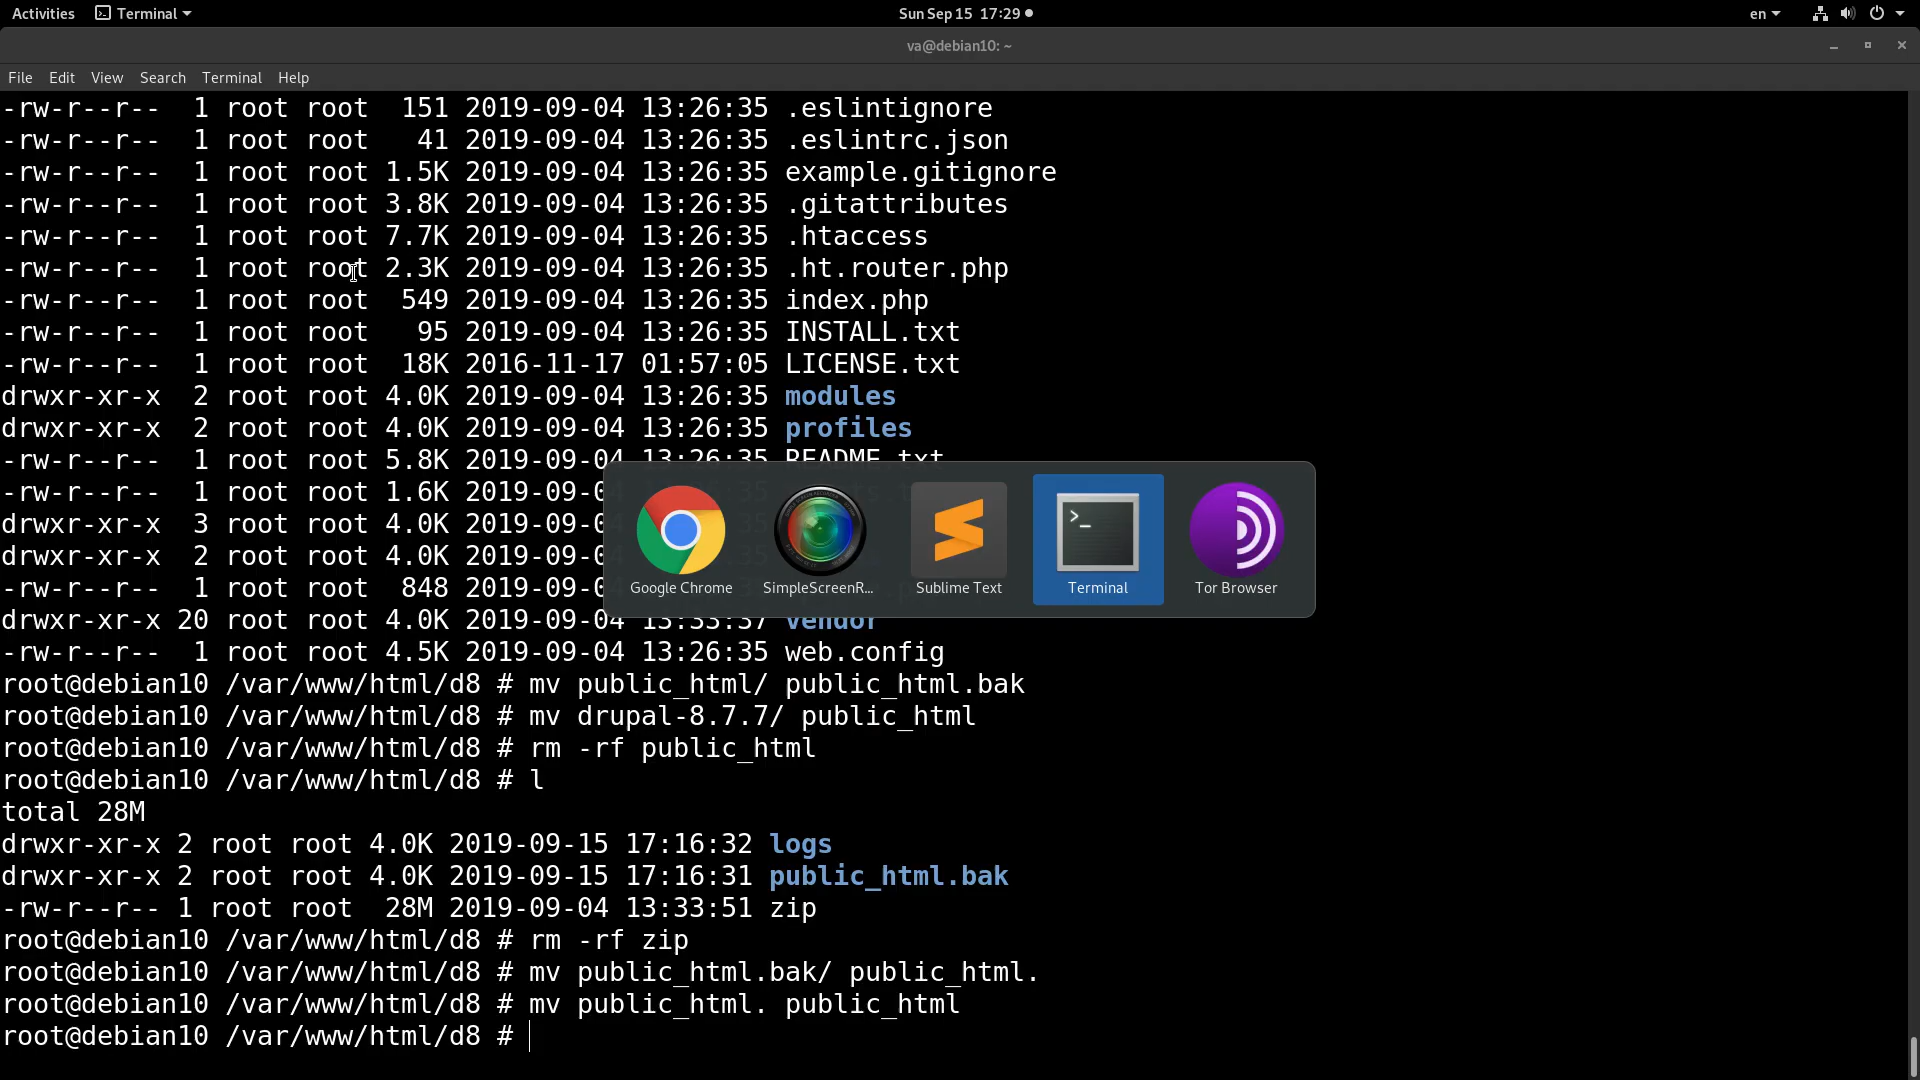 Activities
Terminal
Sun Sep 15 17:29
en
va@debian10: ~
File Edit View Search Terminal Help
-rw-r--r-- 1 root root 151 2019-09-04 13:26:35 .eslintignore
-rw-r--r-- 1 root root 41 2019-09-04 13:26:35 .eslintrc.json
-rw-r--r-- 1 root root 1.5K 2019-09-04 13:26:35 example.gitignore
-rw-r--r-- 1 root root 3.8K 2019-09-04 13:26:35 .gitattributes
-rw-r--r-- 1 root root 7.7K 2019-09-04 13:26:35 .htaccess
-rw-r--r-- 1 root root 2.3K 2019-09-04 13:26:35 .ht.router.php
-rw-r--r-- 1 root root 549 2019-09-04 13:26:35 index.php
-rw-r--r-- 1 root root 95 2019-09-04 13:26:35 INSTALL.txt
-rw-r--r-- 1 root root 18K 2016-11-17 01:57:05 LICENSE.txt
drwxr-xr-x 2 root root 4.0K 2019-09-04 13:26:35 modules
drwxr-xr-x 2 root root 4.0K 2019-09-04 13:26:35 profiles
-rw-r--r-- 1 root root 5.8K 2019-09-04 13:26:35 README.txt
-rw-r--r-- 1 root root 1.6K 2019-09-0
drwxr-xr-x 3 root root 4.0K 2019-09-0
drwxr-xr-x 2 root root 4.0K 2019-09-0
-rw-r--r-- 1 root root 848 2019-09-0
drwxr-xr-x 20 root root 4.0K 2019-09-04 13:33:37 vendor
-rw-r--r-- 1 root root 4.5K 2019-09-04 13:26:35 web.config
Google Chrome
SimpleScreenR...
Sublime Text
Terminal
Tor Browser
root@debian10 /var/www/html/d8 # mv public_html/ public_html.bak
root@debian10 /var/www/html/d8 # mv drupal-8.7.7/ public_html
root@debian10 /var/www/html/d8 # rm -rf public_html
root@debian10 /var/www/html/d8 # l
total 28M
drwxr-xr-x 2 root root 4.0K 2019-09-15 17:16:32 logs
drwxr-xr-x 2 root root 4.0K 2019-09-15 17:16:31 public_html.bak
-rw-r--r-- 1 root root 28M 2019-09-04 13:33:51 zip
root@debian10 /var/www/html/d8 # rm -rf zip
root@debian10 /var/www/html/d8 # mv public_html.bak/ public_html.
root@debian10 /var/www/html/d8 # mv public_html. public_html
root@debian10 /var/www/html/d8 #